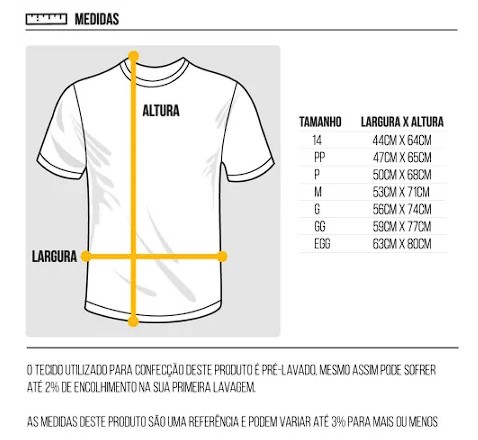 MEDIDAS
ALTURA
LARGURA
TAMANHO LARGURA X ALTURA
14 44CM X 64CM
PP 47CM X 65CM
P 50CM X 68CM
M 53CM X 71CM
G 56CM X 74CM
GG 59CM X 77CM
EGG 63CM X 80CM
O TECIDO UTILIZADO PARA CONFECÇÃO DESTE PRODUTO É PRÉ-LAVADO, MESMO ASSIM PODE SOFRER
ATÉ 2% DE ENCOLHIMENTO NA SUA PRIMEIRA LAVAGEM.
AS MEDIDAS DESTE PRODUTO SÃO UMA REFERÊNCIA E PODEM VARIAR ATÉ 3% PARA MAIS OU MENOS